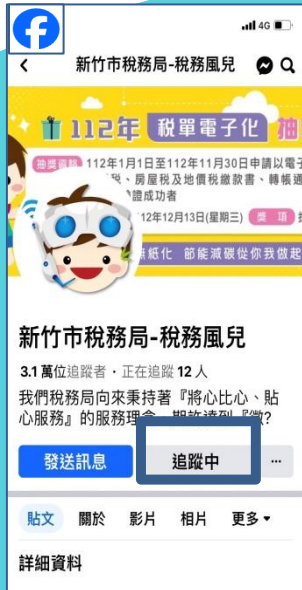 4G
新竹市稅務局-稅務風兒
112年 稅單電子化 抽
抽獎資格 112年1月1日至112年11月30日申請以電子
稅、房屋稅及地價稅繳款書、轉帳通
證成功者
12年12月13日(星期三) 獎 項
無紙化 節能減碳從你我做起
新竹市稅務局-稅務風兒
3.1 萬位追蹤者・正在追蹤 12 人
我們稅務局向來秉持著『將心比心、貼
心服務』的服務理念，期許達到『微?
發送訊息
追蹤中
...
貼文 關於 影片 相片 更多
詳細資料